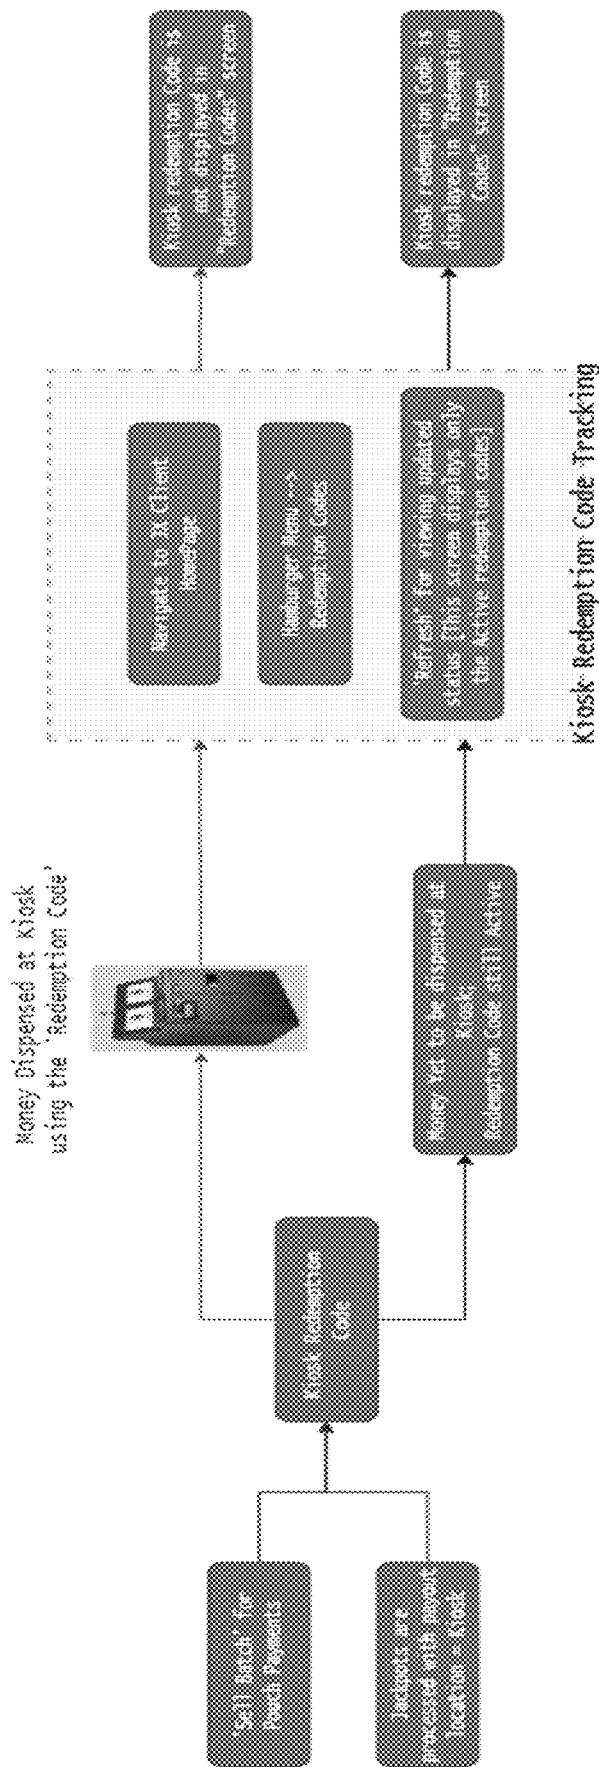 'Sell Batch' for
Pouch Payments
Jackpots are
processed with payout
location = Kiosk
Kiosk Redemption
Code
Money Dispensed at Kiosk
using the 'Redemption Code'
Money Yet to be dispensed at
Kiosk:
Redemption Code still Active
Navigate to JX Client
Homepage
Hamburger Menu -->
Redemption Codes
'Refresh' for viewing updated
status [This screen displays only
the Active redemption codes]
Kiosk Redemption Code Tracking
Kiosk redemption Code is
not displayed in
"Redemption Codes" screen
Kiosk redemption Code is
displayed in "Redemption
Codes" screen